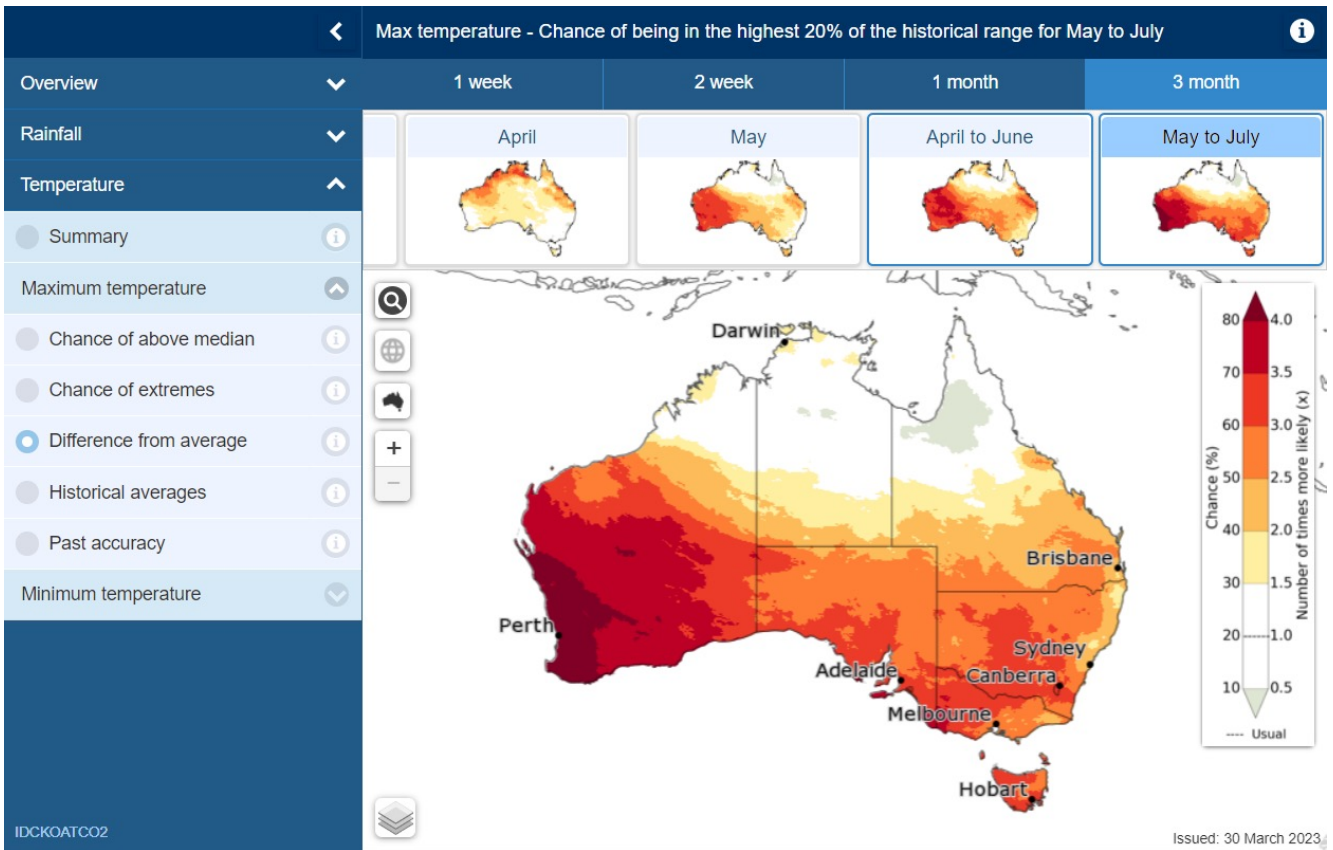 Max temperature - Chance of being in the highest 20% of the historical range for May to July
Overview
Rainfall
Temperature
Summary
Maximum temperature
Chance of above median
Chance of extremes
Difference from average
Historical averages
Past accuracy
Minimum temperature
IDCKOATCO2
1 week
2 week
1 month
3 month
April
May
April to June
May to July
Darwin
Brisbane
Perth
Sydney
Adelaide
Canberra
Melbourne
Hobart
80 4.0
70 3.5
60 3.0
50 2.5
40 2.0
30 1.5
20 1.0
10 0.5
Chance (%)
Number of times more likely (x)
---- Usual
Issued: 30 March 2023